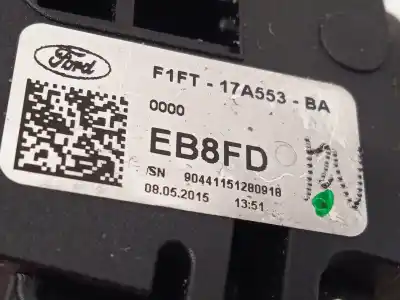 Ford
F1FT - 17A553 - BA
0000
EB8FD
/SN 90441151280918
08.05.2015 13:51